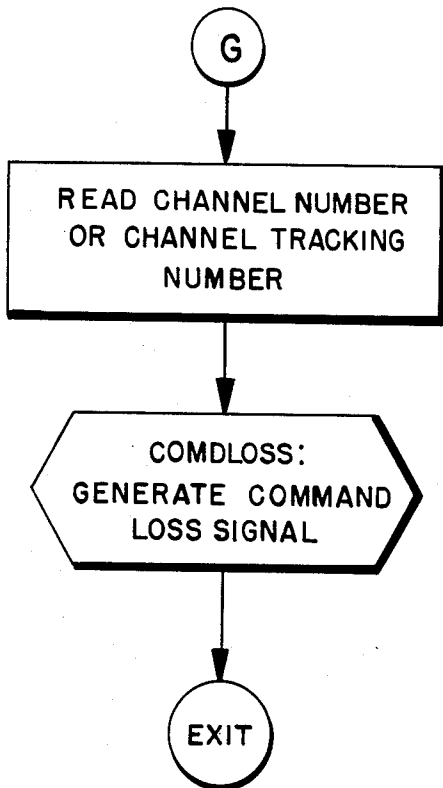 G
READ CHANNEL NUMBER
OR CHANNEL TRACKING
NUMBER
COMDLOSS:
GENERATE COMMAND
LOSS SIGNAL
EXIT